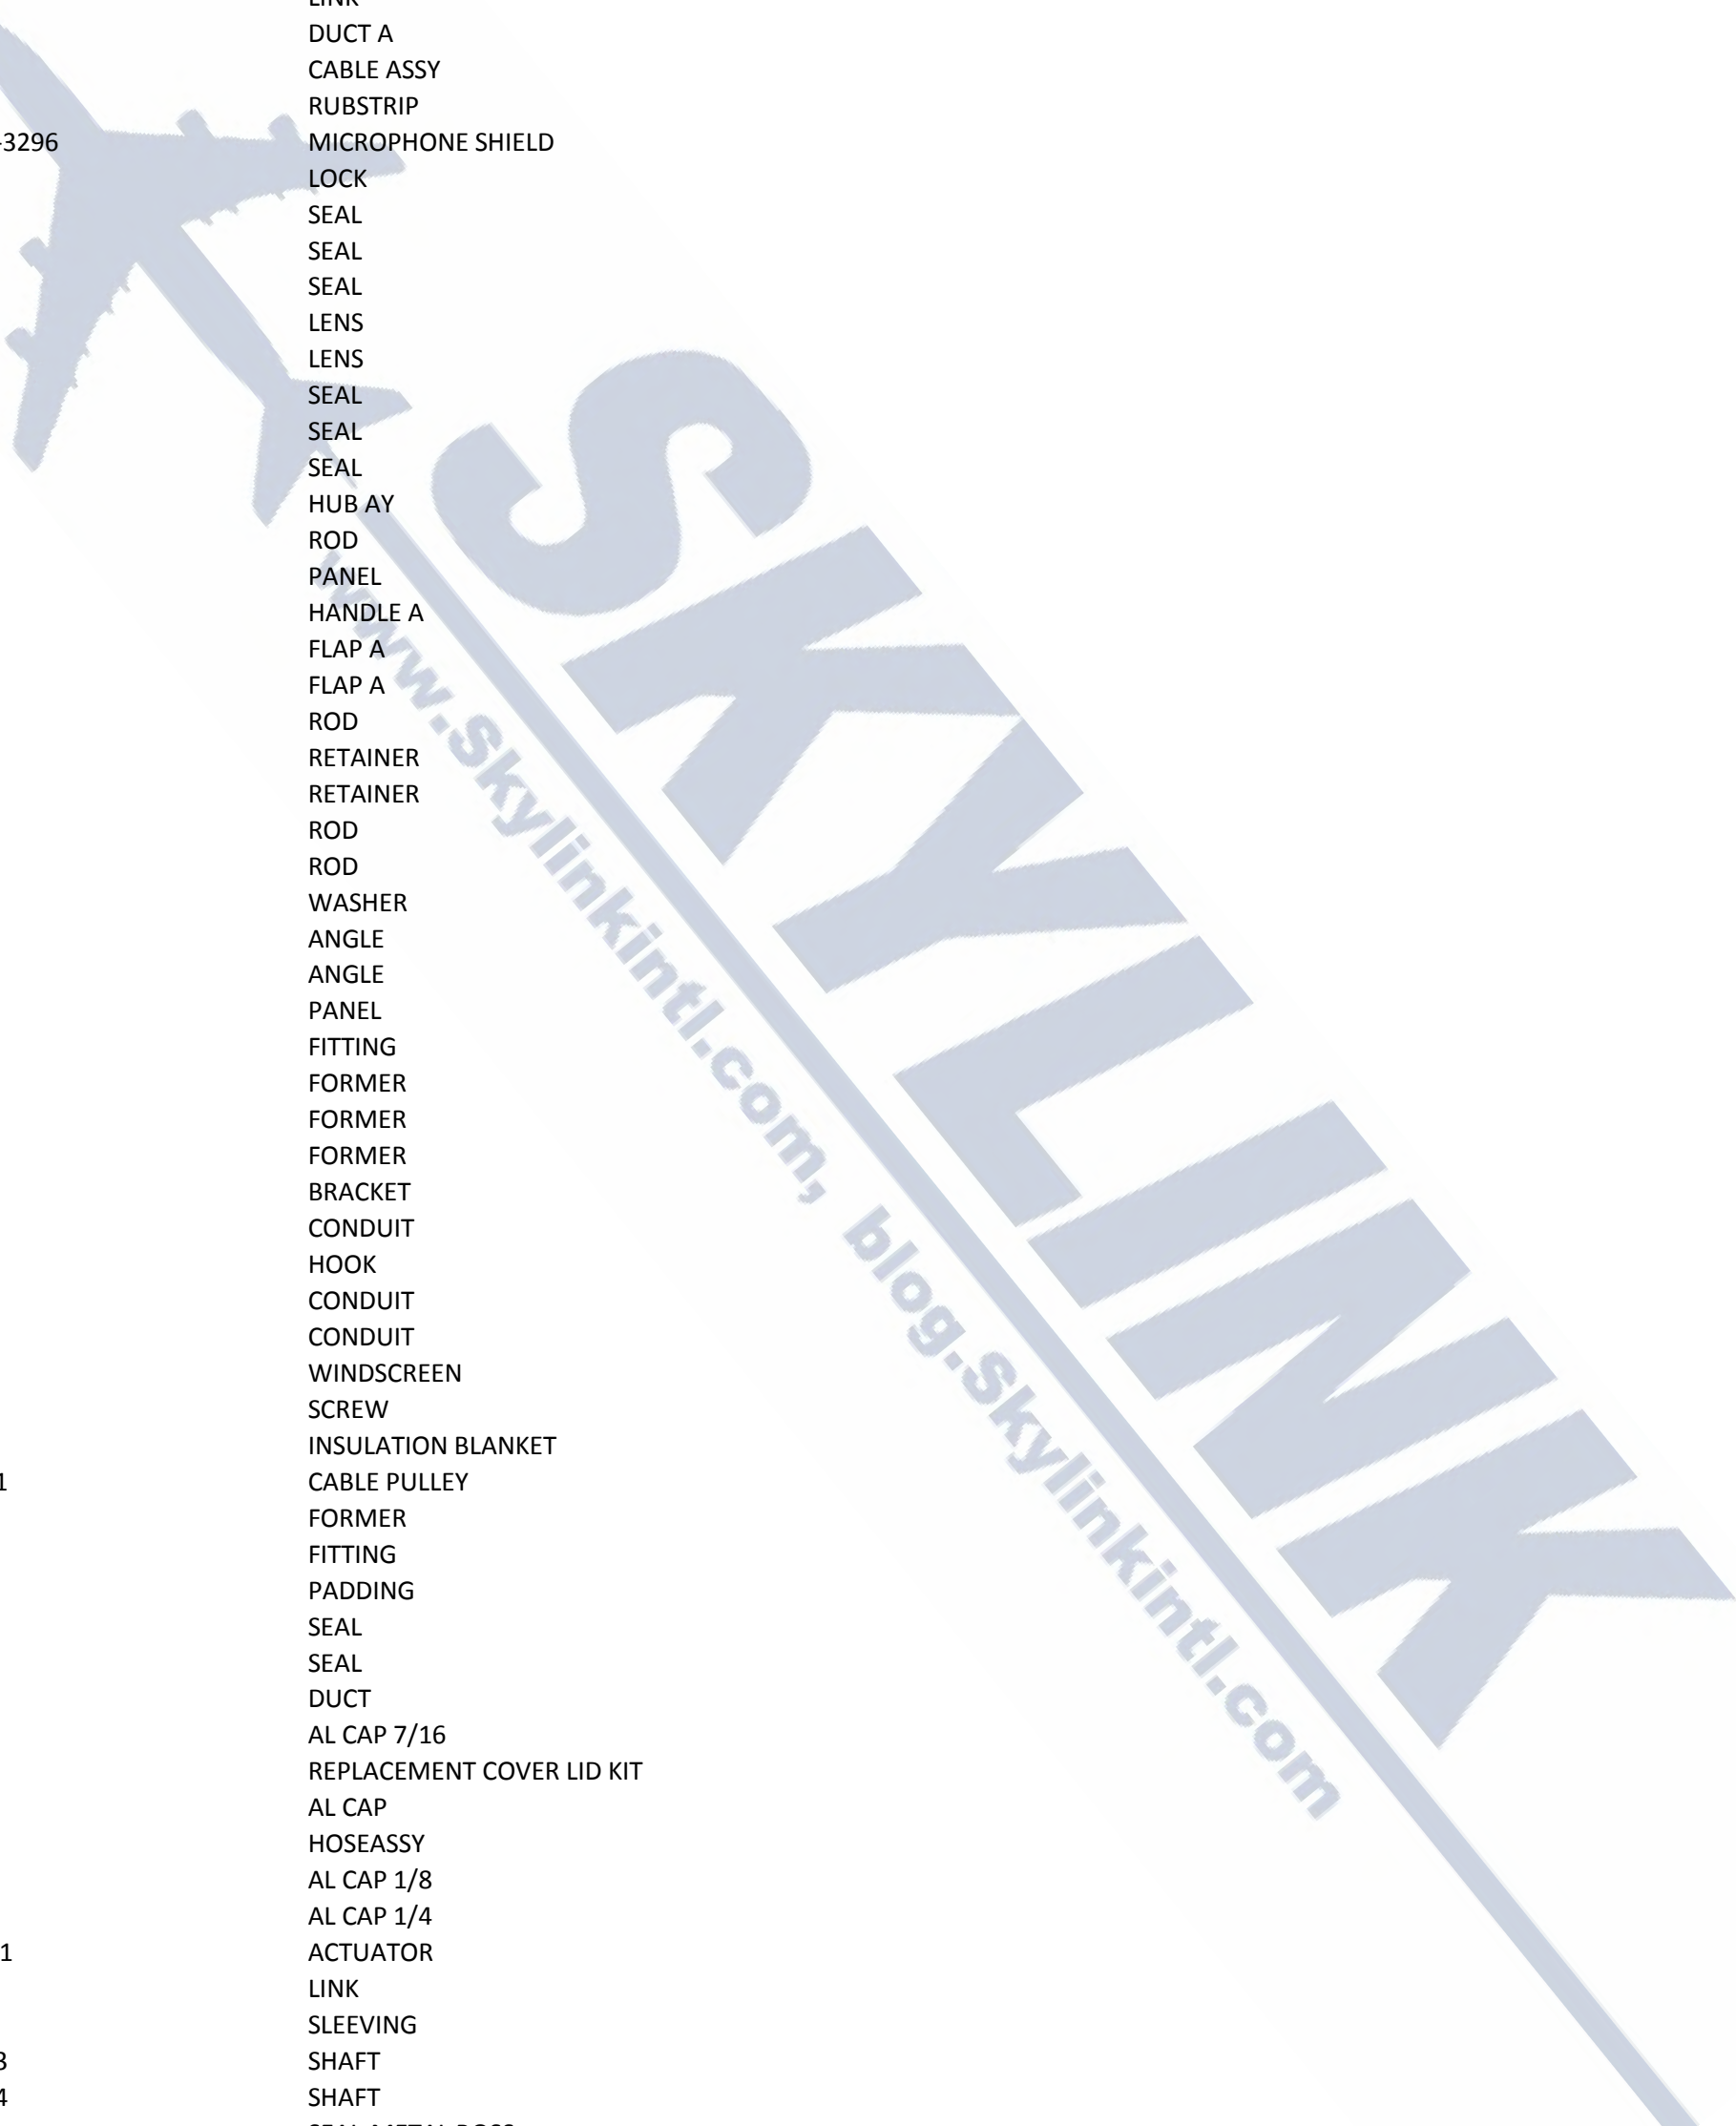 LINK
DUCT A
CABLE ASSY
RUBSTRIP
-3296 MICROPHONE SHIELD
LOCK
SEAL
SEAL
SEAL
LENS
LENS
SEAL
SEAL
SEAL
HUB AY
ROD
PANEL
HANDLE A
FLAP A
FLAP A
ROD
RETAINER
RETAINER
ROD
ROD
WASHER
ANGLE
ANGLE
PANEL
FITTING
FORMER
FORMER
FORMER
BRACKET
CONDUIT
HOOK
CONDUIT
CONDUIT
WINDSCREEN
SCREW
INSULATION BLANKET
1 CABLE PULLEY
FORMER
FITTING
PADDING
SEAL
SEAL
DUCT
AL CAP 7/16
REPLACEMENT COVER LID KIT
AL CAP
HOSEASSY
AL CAP 1/8
AL CAP 1/4
1 ACTUATOR
LINK
SLEEVING
3 SHAFT
4 SHAFT
SEAL METAL BOSS
SKYLINK
www.Skylinkintl.com, blog.Skylinkintl.com